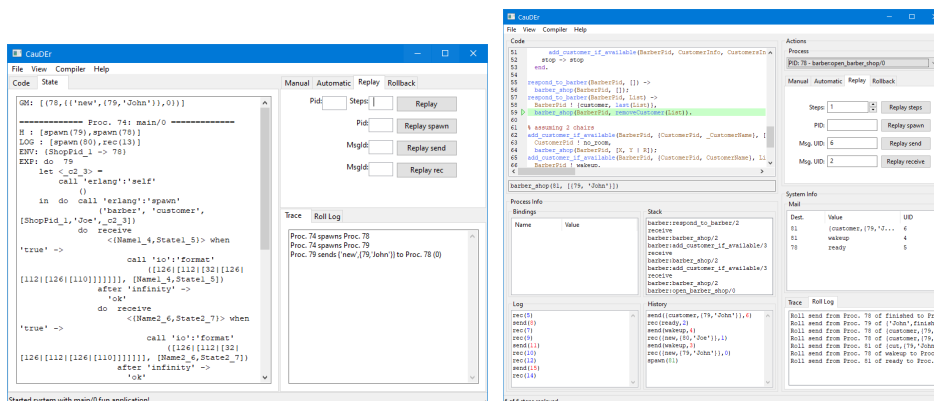 CauDEr
File View Compiler Help
Code State
GM: [(78,{{'new',(79,'John')},0})]
============= Proc. 74: main/0 =============
H : [spawn(79),spawn(78)]
LOG : [spawn(80),rec(13)]
ENV: {ShopPid_1 -> 78}
EXP: do 79
let <_c2_3> =
call 'erlang':'self'
()
in do call 'erlang':'spawn'
('barber', 'customer',
[ShopPid_1,'Joe',_c2_3])
do receive
<{Name1_4,State1_5}> when
'true' ->
call 'io':'format'
([126|[112|[32|[126|
[112|[126|[110]]]]]]], [Name1_4,State1_5])
after 'infinity' ->
'ok'
do receive
<{Name2_6,State2_7}> when
'true' ->
call 'io':'format'
([126|[112|[32|
[126|[112|[126|[110]]]]]]], [Name2_6,State2_7])
after 'infinity' ->
'ok'
Started system with main/0 fun application!
Manual Automatic Replay Rollback
Pid: Steps: Replay
Pid: Replay spawn
MsgId: Replay send
MsgId: Replay rec
Trace Roll Log
Proc. 74 spawns Proc. 78
Proc. 74 spawns Proc. 79
Proc. 79 sends {'new',{79,'John'}} to Proc. 78 (0)
CauDEr
File View Compiler Help
Code
51 add_customer_if_available(BarberPid, CustomerInfo, CustomersIn
52 stop -> stop
53 end.
54
55 respond_to_barber(BarberPid, []) ->
56 barber_shop(BarberPid, []);
57 respond_to_barber(BarberPid, List) ->
58 BarberPid ! {customer, last(List)},
59 barber_shop(BarberPid, removeCustomer(List)).
60
61 % assuming 2 chairs
62 add_customer_if_available(BarberPid, {CustomerPid, _CustomerName}, [
63 CustomerPid ! no_room,
64 barber_shop(BarberPid, [X, Y | R]);
65 add_customer_if_available(BarberPid, {CustomerPid, CustomerName}, Li
66 BarberPid ! wakeup,
barber_shop(81, [{79, 'John'}])
Process Info
Bindings
Name Value
Stack
barber:respond_to_barber/2
receive
barber:barber_shop/2
barber:add_customer_if_available/3
receive
barber:barber_shop/2
barber:add_customer_if_available/3
receive
barber:barber_shop/2
barber:open_barber_shop/0
Log
rec(5)
send(8)
rec(7)
rec(9)
send(11)
rec(10)
rec(12)
send(15)
rec(14)
History
send({customer,{79,'John'}},6)
rec(ready,2)
send(wakeup,4)
rec({new,{80,'Joe'}},1)
send(wakeup,3)
rec({new,{79,'John'}},0)
spawn(81)
Actions
Process
PID: 78 - barber:open_barber_shop/0
Manual Automatic Replay Rollback
Steps: 1 Replay steps
PID: Replay spawn
Msg. UID: 6 Replay send
Msg. UID: 2 Replay receive
System Info
Mail
Dest. Value UID
81 {customer,{79,'J... 6
81 wakeup 4
78 ready 5
Trace Roll Log
Roll send from Proc. 78 of finished to Pr
Roll send from Proc. 79 of {'John',finish
Roll send from Proc. 78 of {customer,{79,
Roll send from Proc. 78 of {customer,{79,
Roll send from Proc. 81 of {cut,{79,'John
Roll send from Proc. 78 of wakeup to Proc
Roll send from Proc. 81 of ready to Proc.